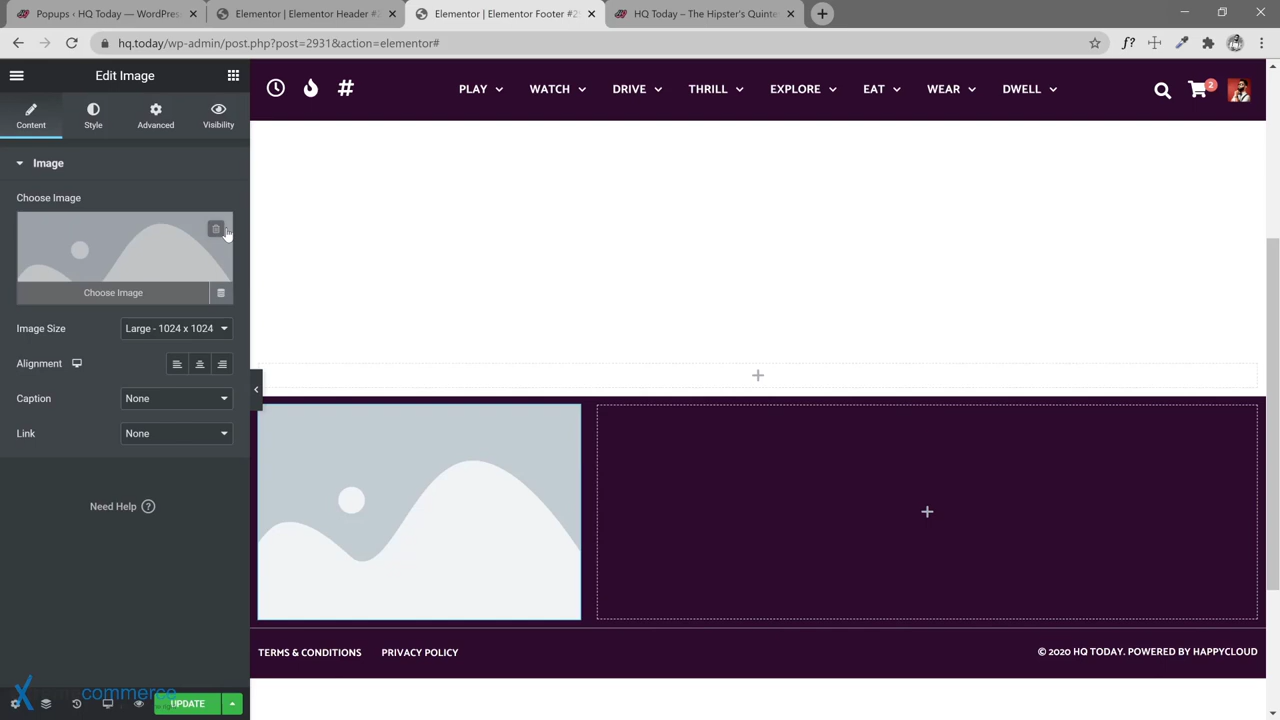 Popups ‹ HQ Today — WordPres
Elementor | Elementor Header #2
Elementor | Elementor Footer #2
HQ Today – The Hipster's Quinte
hq.today/wp-admin/post.php?post=2931&action=elementor#
Edit Image
PLAY WATCH DRIVE THRILL EXPLORE EAT WEAR DWELL 2
Content Style Advanced Visibility
Image
Choose Image
Choose Image
Image Size Large - 1024 x 1024
Alignment
Caption None
Link None
Need Help
TERMS & CONDITIONS PRIVACY POLICY © 2020 HQ TODAY. POWERED BY HAPPYCLOUD
commerce
UPDATE